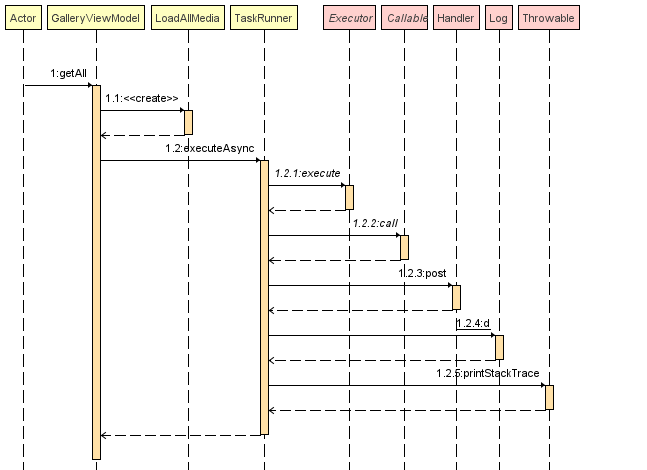 Actor GalleryViewModel LoadAllMedia TaskRunner Executor Callable Handler Log Throwable
1:getAll
1.1:<<create>>
1.2:executeAsync
1.2.1:execute
1.2.2:call
1.2.3:post
1.2.4:d
1.2.5:printStackTrace